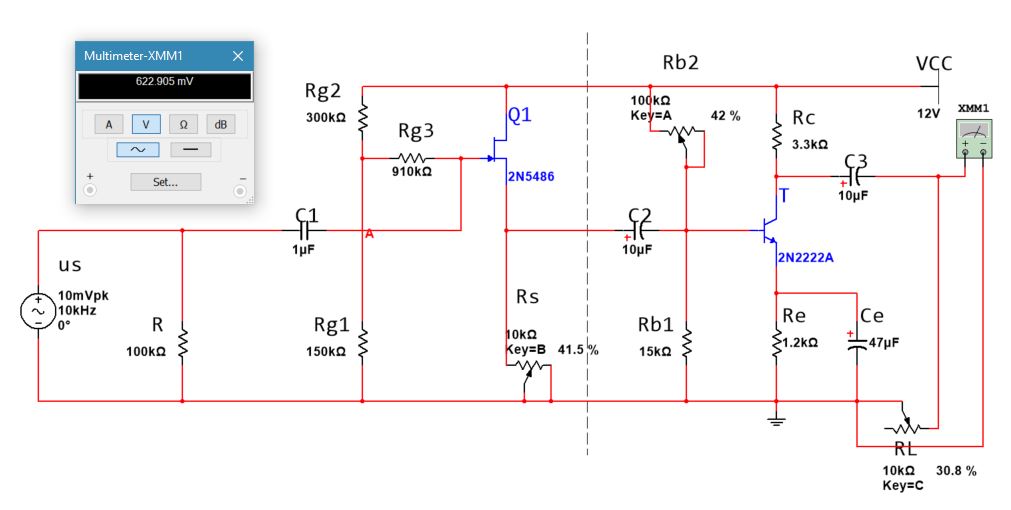 Multimeter-XMM1
622.905 mV
A V Ω dB
Set...
+ −
Rg2
300kΩ
Rg3
910kΩ
Q1
2N5486
Rb2
100kΩ
Key=A
42 %
VCC
12V
XMM1
+ −
Rc
3.3kΩ
C3
+
10µF
T
2N2222A
C1
1µF
A
C2
+
10µF
us
+
10mVpk
10kHz
0°
−
R
100kΩ
Rg1
150kΩ
Rs
10kΩ
Key=B
41.5 %
Rb1
15kΩ
Re
1.2kΩ
Ce
+
47µF
RL
10kΩ
Key=C
30.8 %